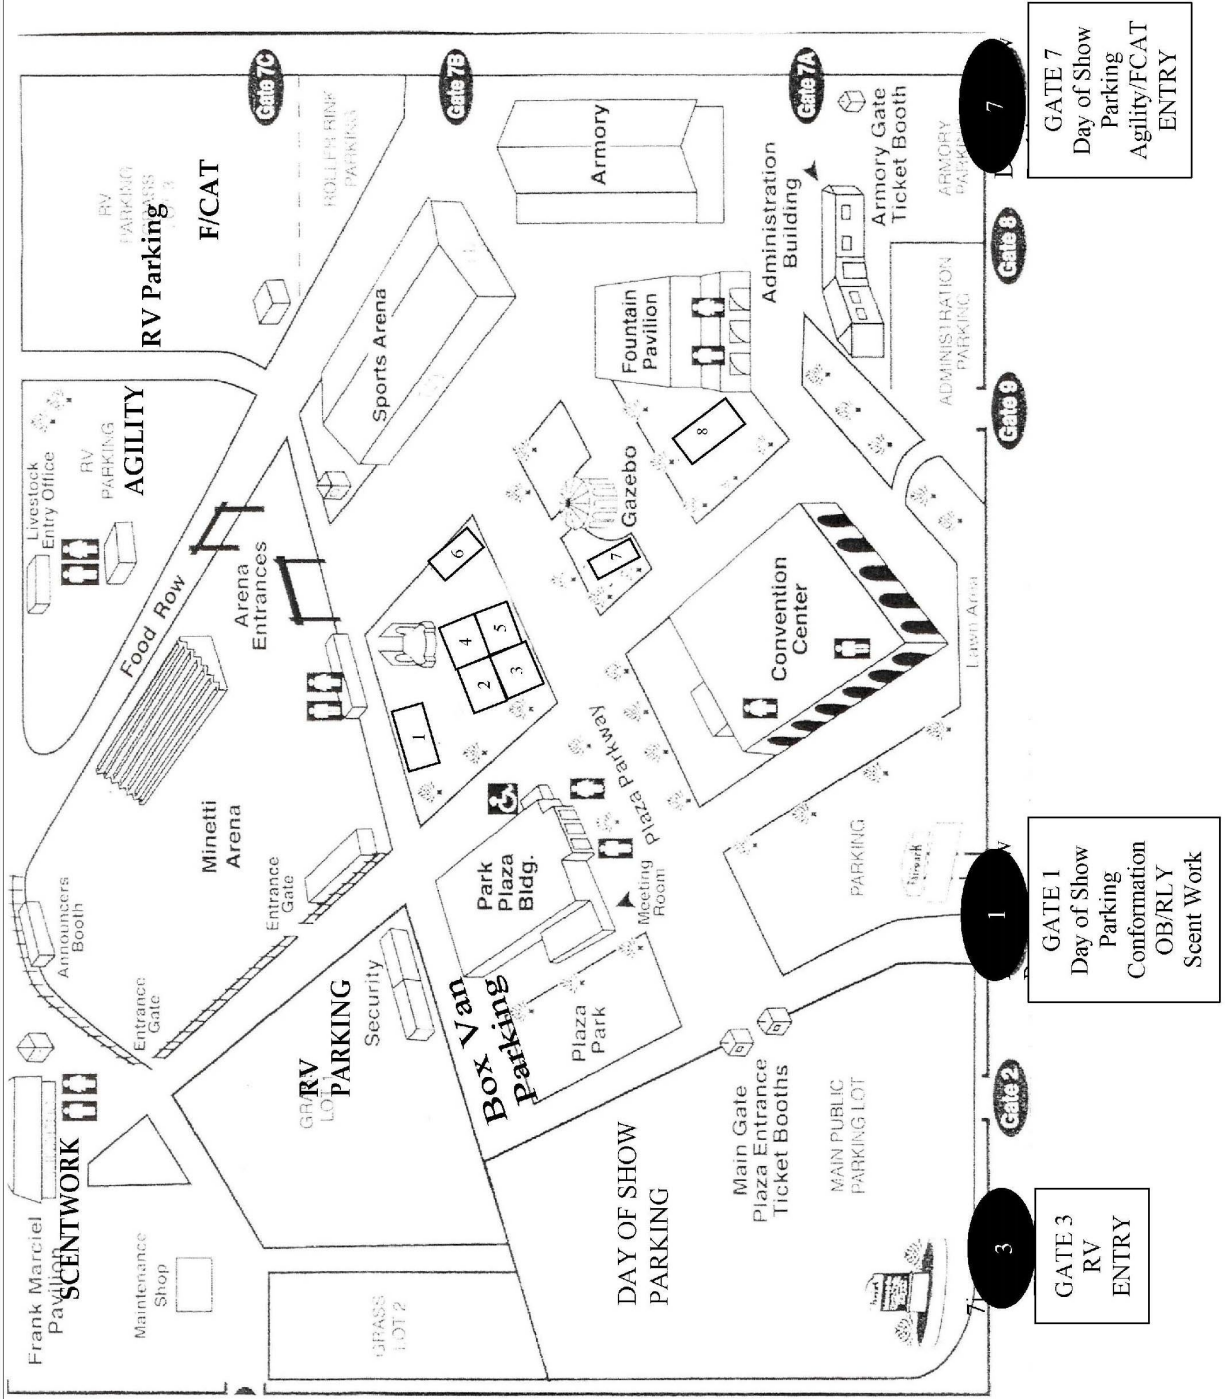 Gate 7C
Gate 7B
Gate 7A
7
GATE 7
Day of Show
Parking
Agility/FCAT
ENTRY
RV
PARKING
RV Parking
F/CAT
ROLLER RINK
PARKING
Armory
Armory Gate
Ticket Booth
ARMORY
Administration
Building
Gate 8
ADMINISTRATION
PARKING
Gate 9
Fountain
Pavilion
Sports Arena
Livestock
Entry Office
RV
PARKING
AGILITY
Food Row
Arena
Entrances
Gazebo
8
7
6
5
4
3
2
1
Convention
Center
Lawn Area
Minetti
Arena
Announcers
Booth
Entrance
Gate
Entrance
Gate
Park
Plaza
Bldg.
Plaza Parkway
Meeting
Room
PARKING
1
GATE 1
Day of Show
Parking
Conformation
OB/RLY
Scent Work
Security
RV
PARKING
Box Van
Parking
Plaza
Park
Main Gate
Plaza Entrance
Ticket Booths
MAIN PUBLIC
PARKING LOT
Gate 2
DAY OF SHOW
PARKING
Frank Marciel
Pavilion
SCENTWORK
Maintenance
Shop
GRASS
LOT 2
3
GATE 3
RV
ENTRY